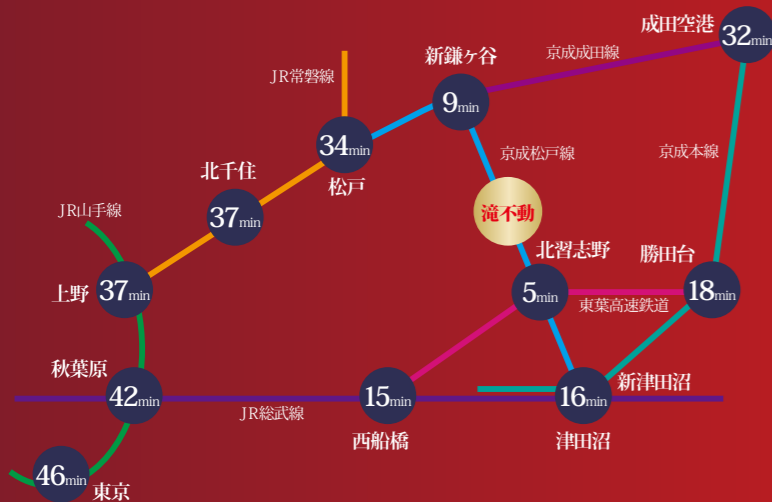 成田空港
32min
新鎌ヶ谷
京成成田線
JR常磐線
9min
34min
京成松戸線
京成本線
北千住
松戸
37min
JR山手線
滝不動
北習志野
勝田台
上野
37min
5min
18min
東葉高速鉄道
秋葉原
42min
15min
16min
新津田沼
JR総武線
西船橋
津田沼
46min
東京